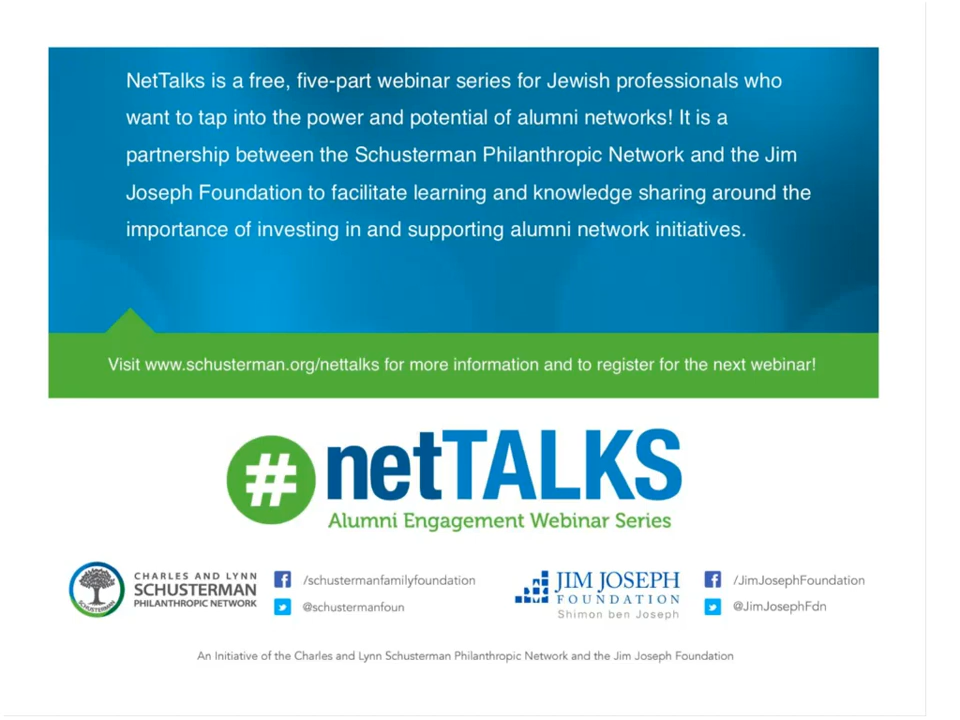 NetTalks is a free, five-part webinar series for Jewish professionals who
want to tap into the power and potential of alumni networks! It is a
partnership between the Schusterman Philanthropic Network and the Jim
Joseph Foundation to facilitate learning and knowledge sharing around the
importance of investing in and supporting alumni network initiatives.
Visit www.schusterman.org/nettalks for more information and to register for the next webinar!
# netTALKS
Alumni Engagement Webinar Series
CHARLES AND LYNN
SCHUSTERMAN
PHILANTHROPIC NETWORK
SCHUSTERMAN
/schustermanfamilyfoundation
@schustermanfoun
JIM JOSEPH
FOUNDATION
Shimon ben Joseph
/JimJosephFoundation
@JimJosephFdn
An Initiative of the Charles and Lynn Schusterman Philanthropic Network and the Jim Joseph Foundation